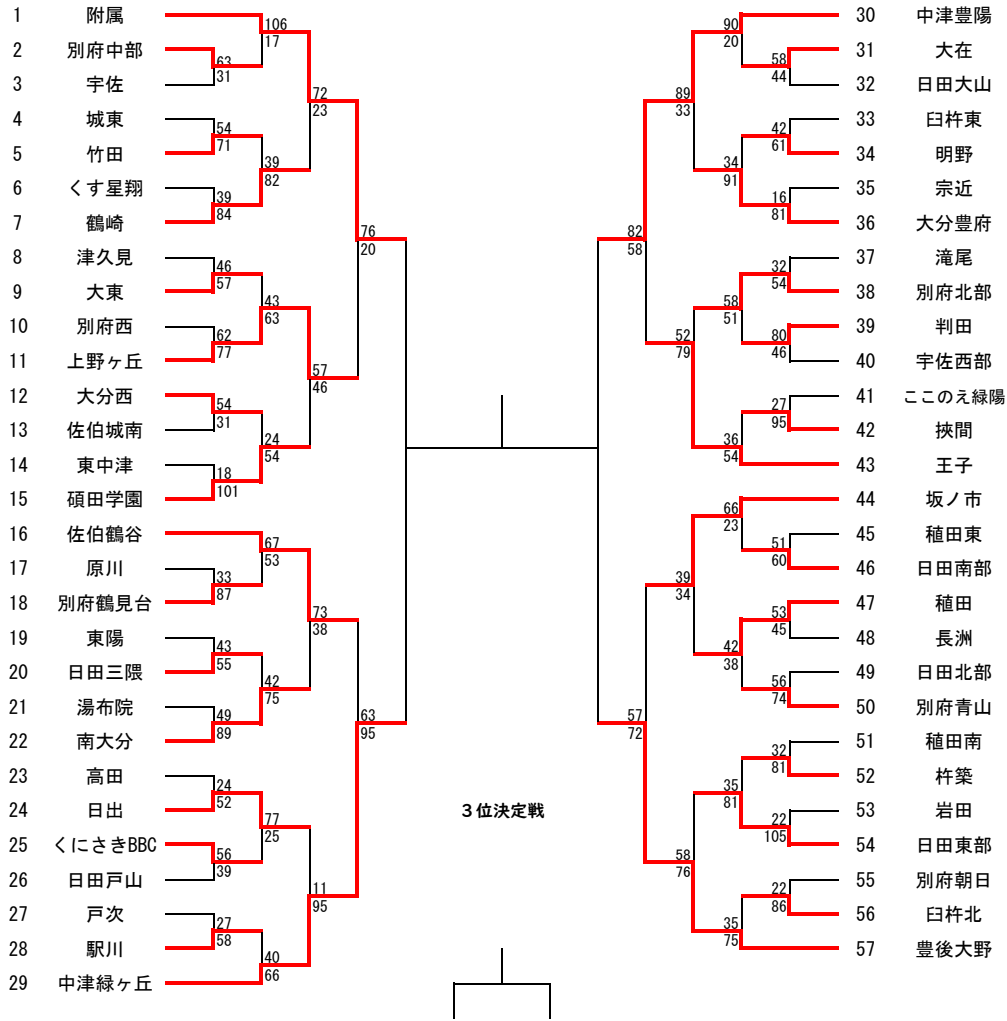 1 附属
2 別府中部
3 宇佐
4 城東
5 竹田
6 くす星翔
7 鶴崎
8 津久見
9 大東
10 別府西
11 上野ヶ丘
12 大分西
13 佐伯城南
14 東中津
15 碩田学園
16 佐伯鶴谷
17 原川
18 別府鶴見台
19 東陽
20 日田三隈
21 湯布院
22 南大分
23 高田
24 日出
25 くにさきBBC
26 日田戸山
27 戸次
28 駅川
29 中津緑ヶ丘
106
17
63
31
72
23
54
71
39
82
39
84
76
20
46
57
43
63
62
77
57
46
54
31
24
54
18
101
67
53
33
87
73
38
43
55
42
75
49
89
63
95
24
52
77
25
56
39
11
95
27
58
40
66
3位決定戦
90
20
58
44
89
33
42
61
34
91
16
81
82
58
32
54
58
51
80
46
52
79
27
95
36
54
66
23
51
60
39
34
53
45
42
38
56
74
57
72
32
81
35
81
22
105
58
76
22
86
35
75
30 中津豊陽
31 大在
32 日田大山
33 臼杵東
34 明野
35 宗近
36 大分豊府
37 滝尾
38 別府北部
39 判田
40 宇佐西部
41 ここのえ緑陽
42 挾間
43 王子
44 坂ノ市
45 稙田東
46 日田南部
47 稙田
48 長洲
49 日田北部
50 別府青山
51 稙田南
52 杵築
53 岩田
54 日田東部
55 別府朝日
56 臼杵北
57 豊後大野